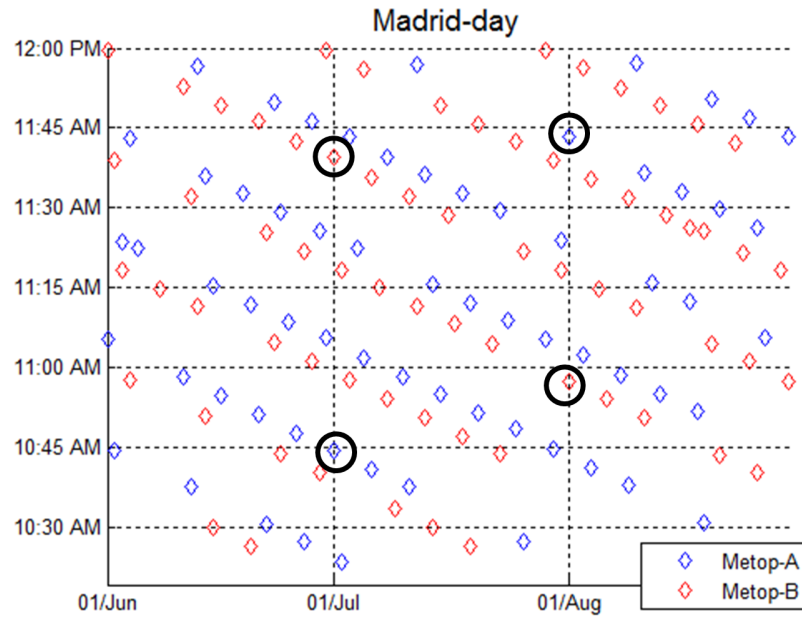 Madrid-day
12:00 PM
11:45 AM
11:30 AM
11:15 AM
11:00 AM
10:45 AM
10:30 AM
01/Jun
01/Jul
01/Aug
Metop-A
Metop-B